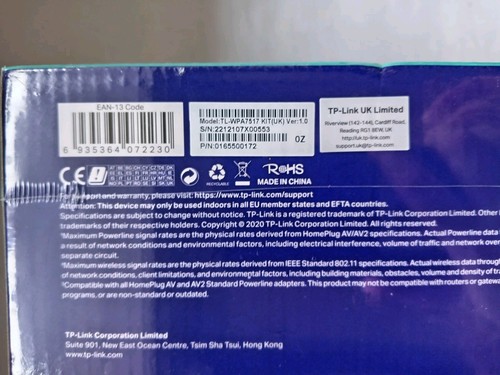 EAN-13 Code
6 935364 072230
Model:TL-WPA7517 KIT(UK) Ver:1.0
S/N:2212107X00553
0Z
P/N:0165500172
TP-Link UK Limited
Riverview (142-144), Cardiff Road,
Reading RG1 8EW, UK
http://www.tp-link.com/uk
support.uk@tp-link.com
CE
RoHS
MADE IN CHINA
support and warranty, please visit: https://www.tp-link.com/support
Attention: This device may only be used indoors in all EU member states and EFTA countries.
Specifications are subject to change without notice. TP-Link is a registered trademark of TP-Link Corporation Limited. Other
trademarks of their respective holders. Copyright © 2020 TP-Link Corporation Limited. All rights reserved.
*Maximum Powerline signal rates are the physical rates derived from HomePlug AV/AV2 specifications. Actual Powerline data
a result of network conditions and environmental factors, including electrical interference, volume of traffic and network over
separate circuit.
Maximum wireless signal rates are the physical rates derived from IEEE Standard 802.11 specifications. Actual wireless data through
of network conditions, client limitations, and environmental factors, including building materials, obstacles, volume and density of tra
Compatible with all HomePlug AV and AV2 Standard Powerline adapters. This product may not be compatible with routers or gatew
programs, or are non-standard or outdated.
TP-Link Corporation Limited
Suite 901, New East Ocean Centre, Tsim Sha Tsui, Hong Kong
tp-link.com